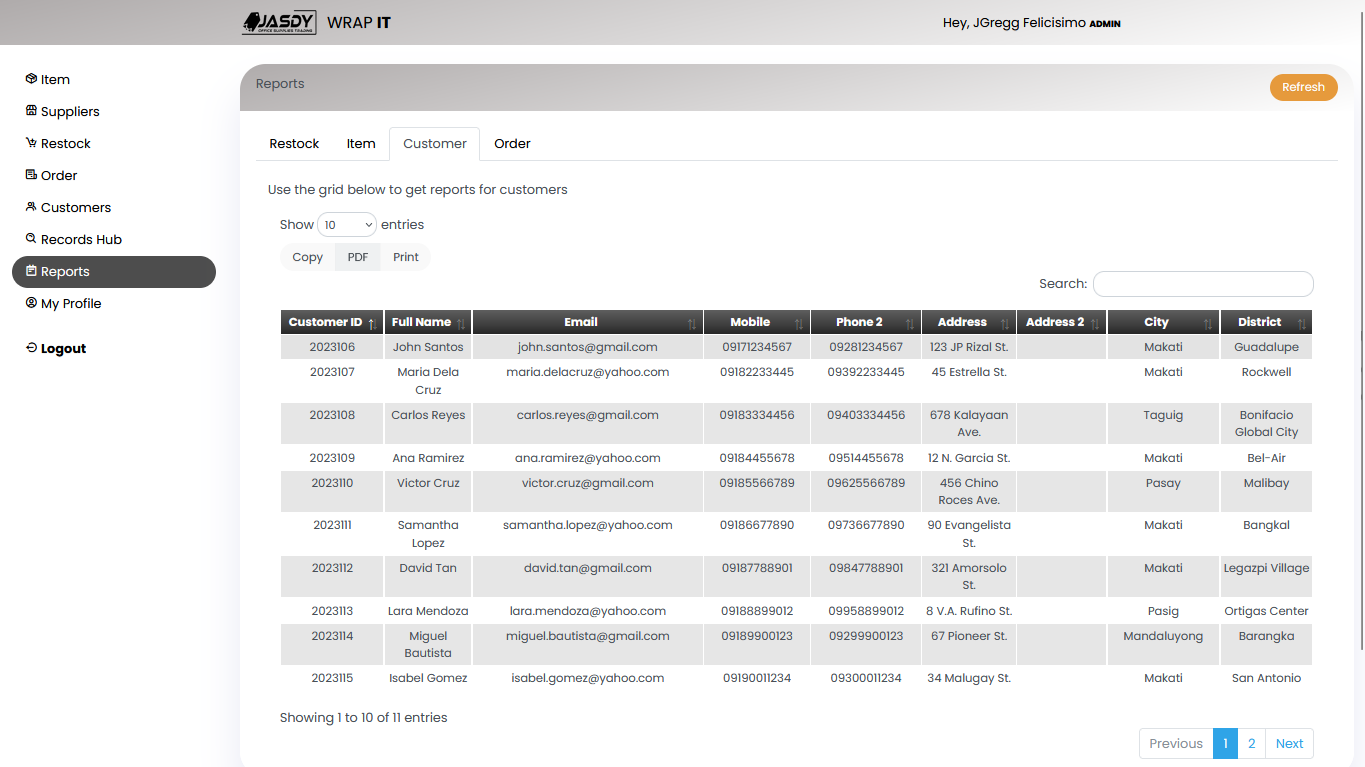 JASDY
OFFICE SUPPLIES TRADING
WRAP IT
Hey, JGregg Felicisimo ADMIN
Item
Suppliers
Restock
Order
Customers
Records Hub
Reports
My Profile
Logout
Reports
Refresh
Restock Item Customer Order
Use the grid below to get reports for customers
Show 10 entries
Copy PDF Print
Search:
Customer ID Full Name Email Mobile Phone 2 Address Address 2 City District
2023106 John Santos john.santos@gmail.com 09171234567 09281234567 123 JP Rizal St. Makati Guadalupe
2023107 Maria Dela maria.delacruz@yahoo.com 09182233445 09392233445 45 Estrella St. Makati Rockwell
Cruz
2023108 Carlos Reyes carlos.reyes@gmail.com 09183334456 09403334456 678 Kalayaan Taguig Bonifacio
Ave. Global City
2023109 Ana Ramirez ana.ramirez@yahoo.com 09184455678 09514455678 12 N. Garcia St. Makati Bel-Air
2023110 Victor Cruz victor.cruz@gmail.com 09185566789 09625566789 456 Chino Pasay Malibay
Roces Ave.
2023111 Samantha samantha.lopez@yahoo.com 09186677890 09736677890 90 Evangelista Makati Bangkal
Lopez St.
2023112 David Tan david.tan@gmail.com 09187788901 09847788901 321 Amorsolo Makati Legazpi Village
St.
2023113 Lara Mendoza lara.mendoza@yahoo.com 09188899012 09958899012 8 V.A. Rufino St. Pasig Ortigas Center
2023114 Miguel miguel.bautista@gmail.com 09189900123 09299900123 67 Pioneer St. Mandaluyong Barangka
Bautista
2023115 Isabel Gomez isabel.gomez@yahoo.com 09190011234 09300011234 34 Malugay St. Makati San Antonio
Showing 1 to 10 of 11 entries
Previous 1 2 Next